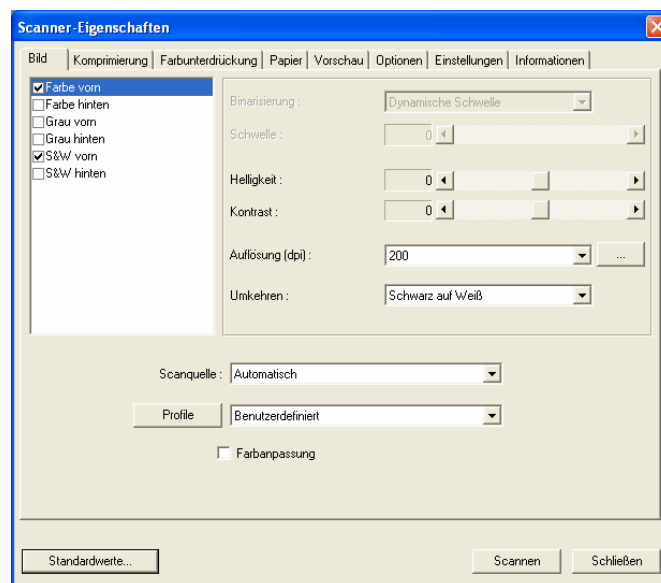 Scanner-Eigenschaften
Bild Komprimierung Farbunterdrückung Papier Vorschau Optionen Einstellungen Informationen
Farbe vorn
Farbe hinten
Grau vorn
Grau hinten
S&W vorn
S&W hinten
Binarisierung : Dynamische Schwelle
Schwelle : 0
Helligkeit : 0
Kontrast : 0
Auflösung (dpi) : 200 ...
Umkehren : Schwarz auf Weiß
Scanquelle : Automatisch
Profile Benutzerdefiniert
Farbanpassung
Standardwerte... Scannen Schließen